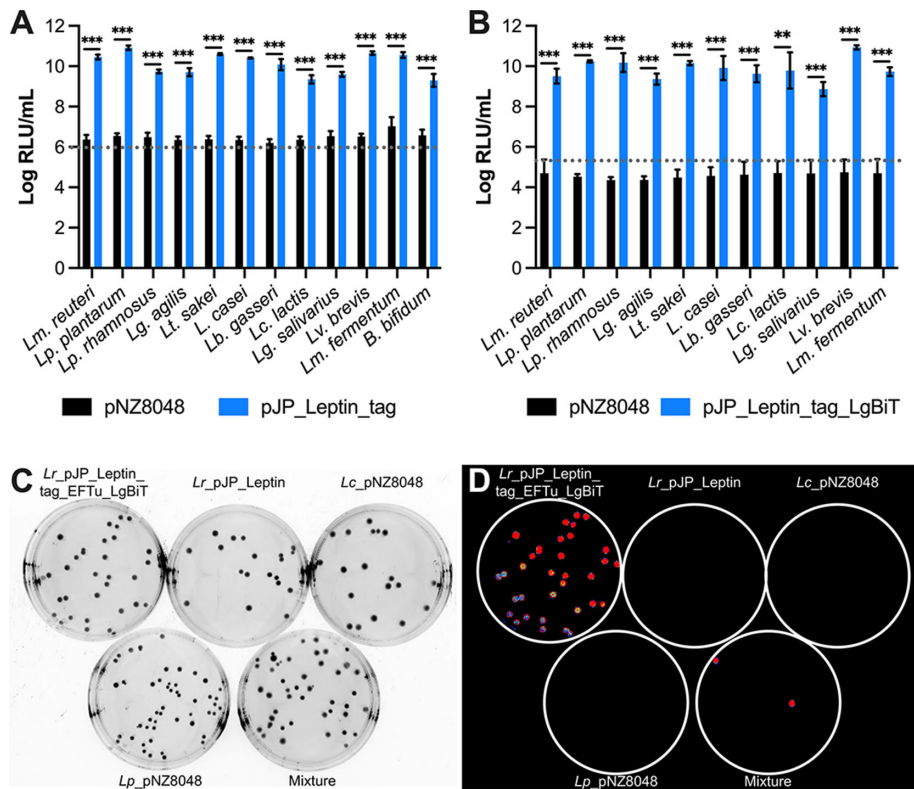 A
Log RLU/mL
12
10
8
6
4
2
0
*** *** *** *** *** *** *** *** *** *** *** ***
Lm. reuteri
Lp. plantarum
Lp. rhamnosus
Lg. agilis
Lt. sakei
L. casei
Lb. gasseri
Lc. lactis
Lg. salivarius
Lv. brevis
Lm. fermentum
B. bifidum
pNZ8048 pJP_Leptin_tag
B
Log RLU/mL
12
10
8
6
4
2
0
*** *** *** *** *** *** *** ** *** *** ***
Lm. reuteri
Lp. plantarum
Lp. rhamnosus
Lg. agilis
Lt. sakei
L. casei
Lb. gasseri
Lc. lactis
Lg. salivarius
Lv. brevis
Lm. fermentum
pNZ8048 pJP_Leptin_tag_LgBiT
C
Lr_pJP_Leptin_
tag_EFTu_LgBiT
Lr_pJP_Leptin
Lc_pNZ8048
Lp_pNZ8048
Mixture
D
Lr_pJP_Leptin_
tag_EFTu_LgBiT
Lr_pJP_Leptin
Lc_pNZ8048
Lp_pNZ8048
Mixture